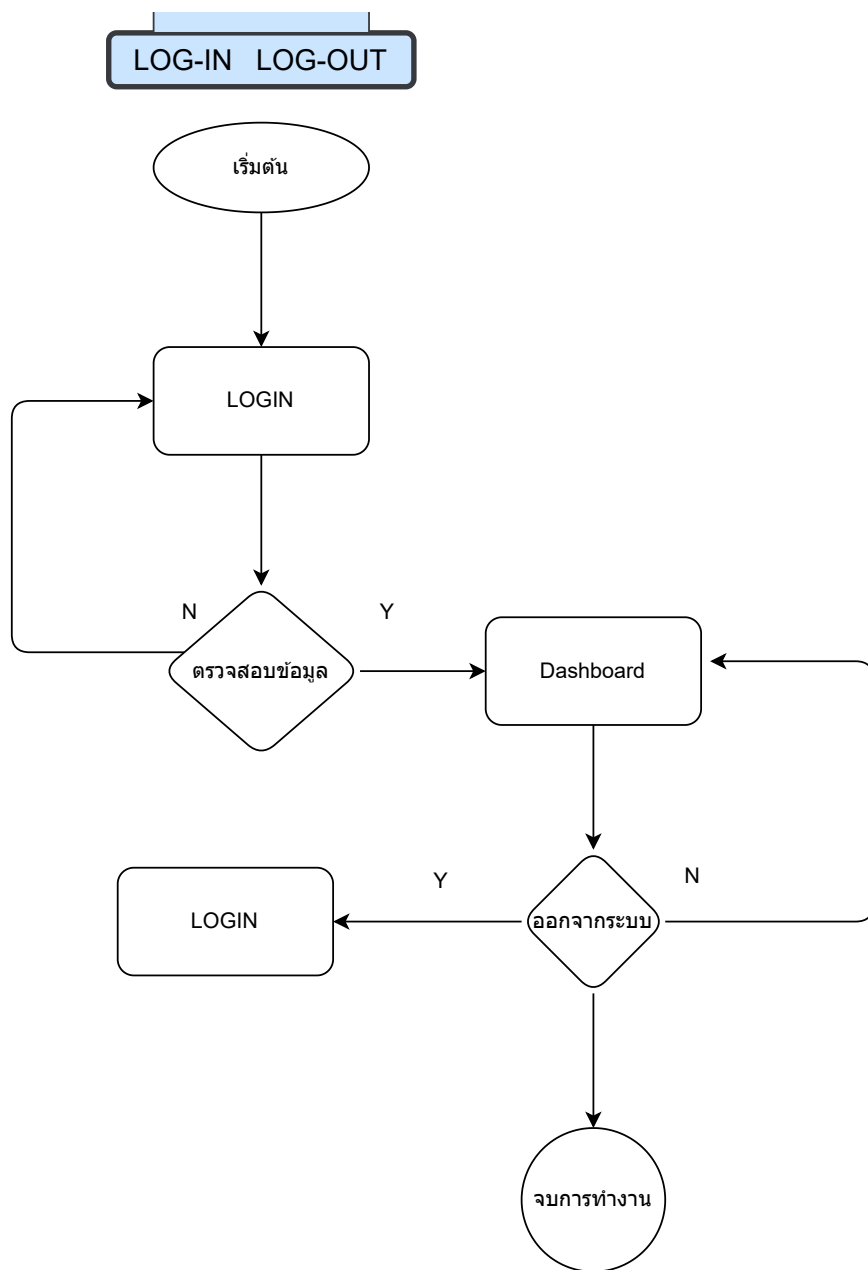 LOG-IN LOG-OUT
เริ่มต้น
LOGIN
N
Y
ตรวจสอบข้อมูล
Dashboard
Y
N
LOGIN
ออกจากระบบ
จบการทำงาน